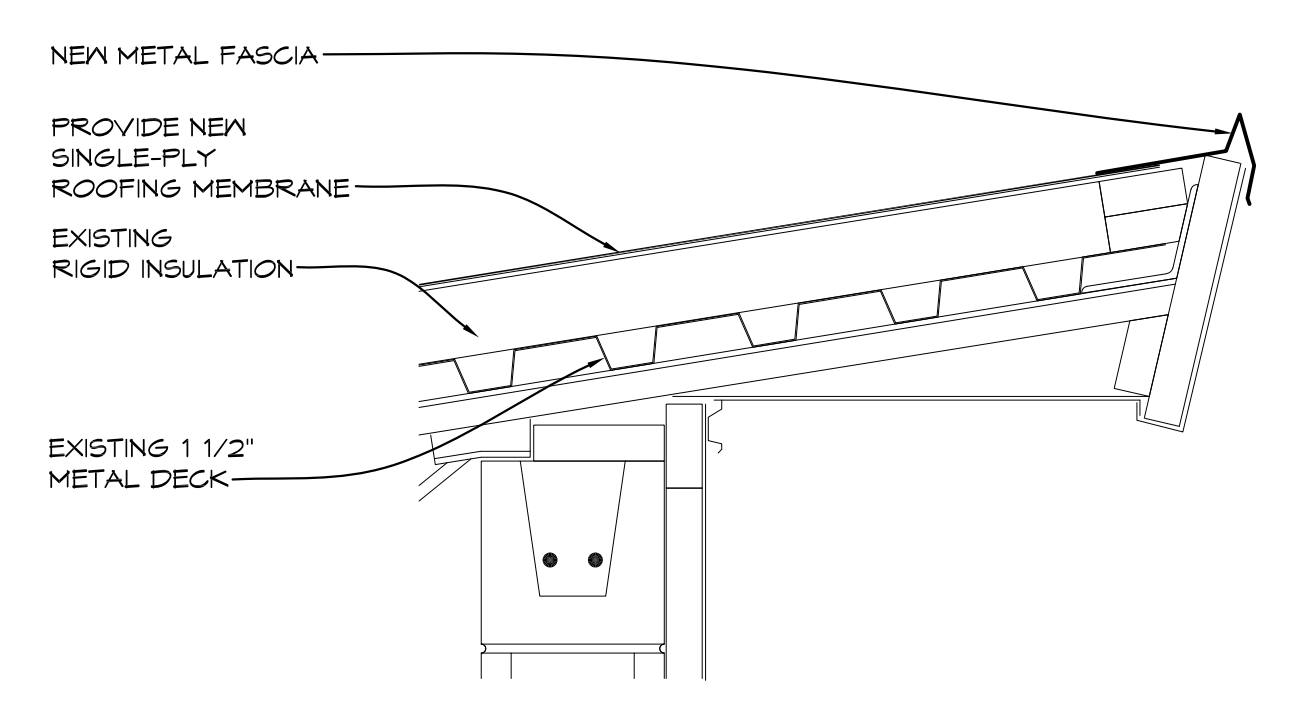 NEW METAL FASCIA
PROVIDE NEW
SINGLE-PLY
ROOFING MEMBRANE
EXISTING
RIGID INSULATION
EXISTING 1 1/2"
METAL DECK